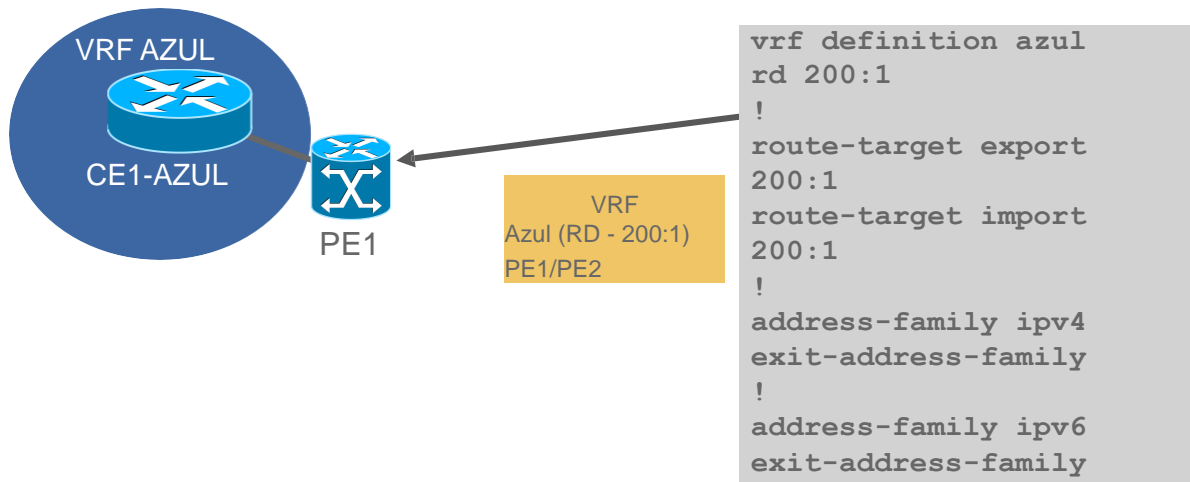 VRF AZUL
CE1-AZUL
PE1
VRF
Azul (RD - 200:1)
PE1/PE2
vrf definition azul
rd 200:1
!
route-target export
200:1
route-target import
200:1
!
address-family ipv4
exit-address-family
!
address-family ipv6
exit-address-family